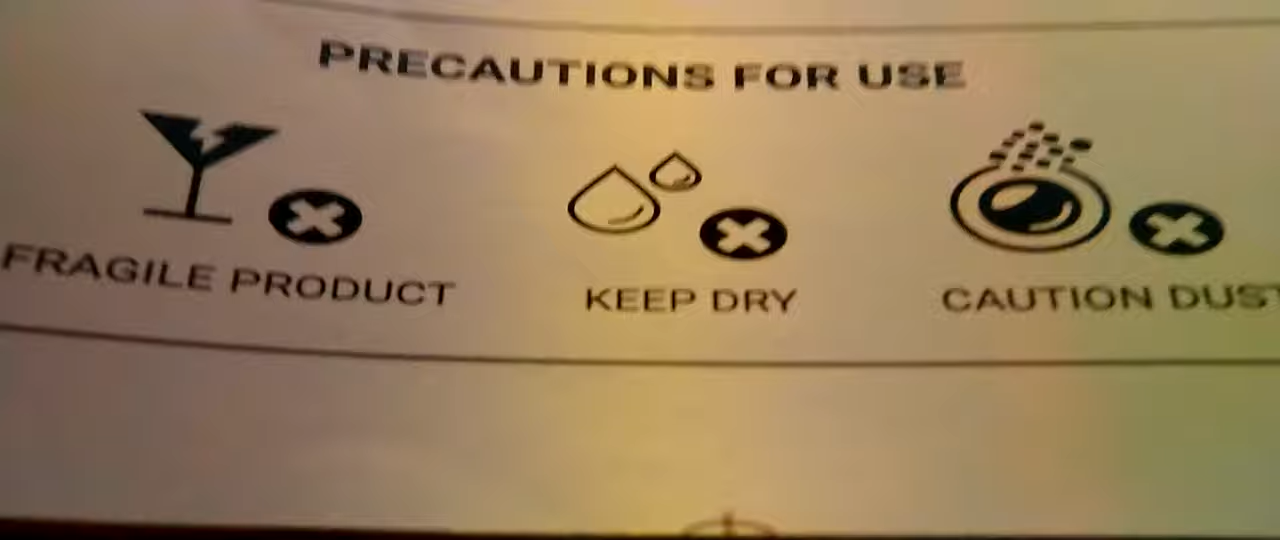 PRECAUTIONS FOR USE
FRAGILE PRODUCT
KEEP DRY
CAUTION DUST